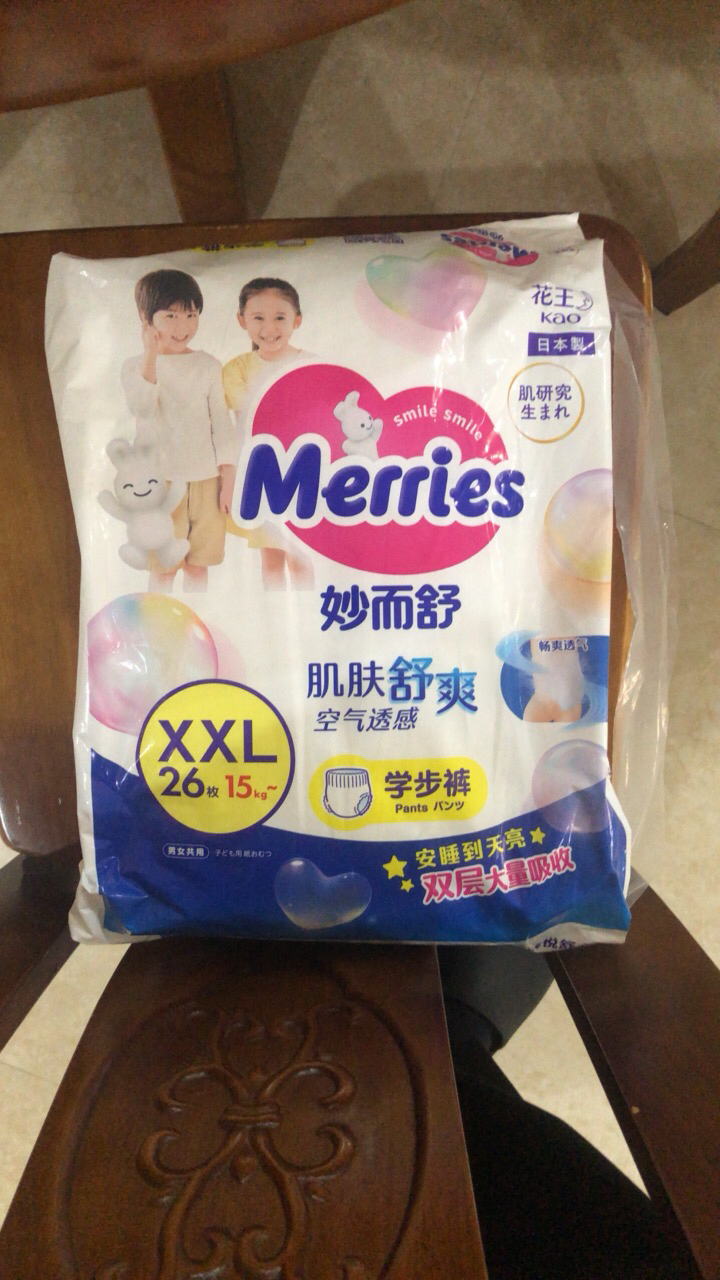 Merries
花王
Kao
日本製
肌研究
生まれ
smile smile
Merries
妙而舒
肌肤舒爽
空气透感
畅爽透气
XXL
26枚 15kg~
学步裤
Pants パンツ
男女共用 子ども用紙おむつ
安睡到天亮
双层大量吸收